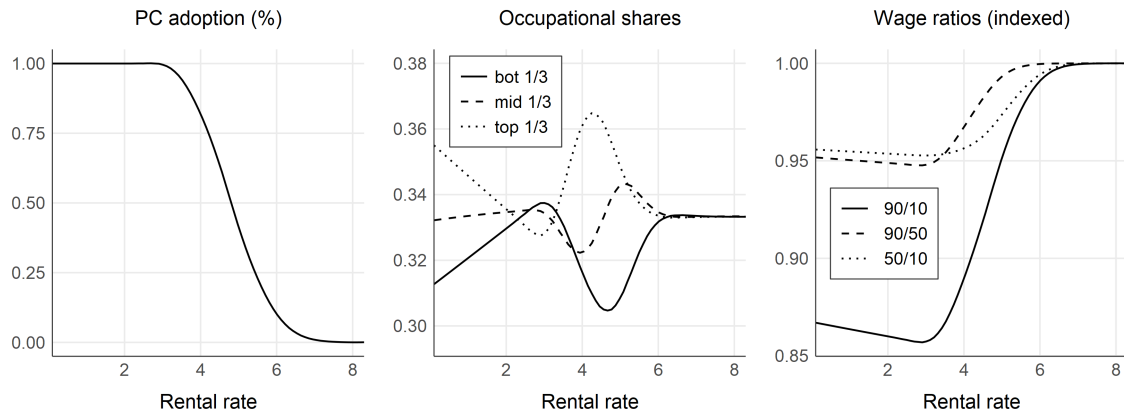 PC adoption (%)
1.00
0.75
0.50
0.25
0.00
2 4 6 8
Rental rate
Occupational shares
bot 1/3
mid 1/3
top 1/3
0.38
0.36
0.34
0.32
0.30
2 4 6 8
Rental rate
Wage ratios (indexed)
1.00
0.95
0.90
0.85
90/10
90/50
50/10
2 4 6 8
Rental rate